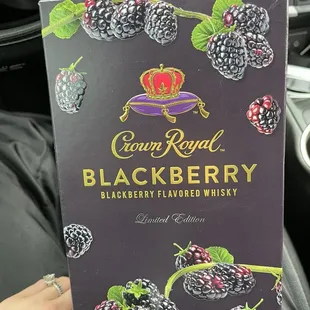 Crown Royal
BLACKBERRY
BLACKBERRY FLAVORED WHISKY
Limited Edition